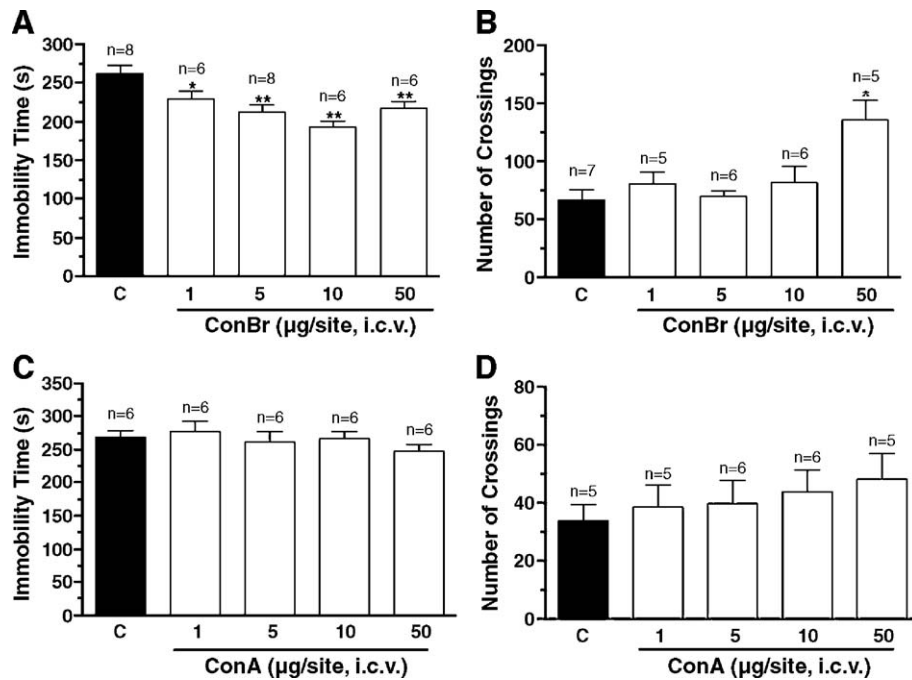 A
Immobility Time (s)
300
250
200
150
100
50
0
n=8
n=6
n=8
n=6
n=6
*
**
**
**
C 1 5 10 50
ConBr (µg/site, i.c.v.)
B
Number of Crossings
200
150
100
50
0
n=7
n=5
n=6
n=6
n=5
*
C 1 5 10 50
ConBr (µg/site, i.c.v.)
C
Immobility Time (s)
350
300
250
200
150
100
50
0
n=6
n=6
n=6
n=6
n=6
C 1 5 10 50
ConA (µg/site, i.c.v.)
D
Number of Crossings
80
60
40
20
0
n=5
n=5
n=6
n=6
n=5
C 1 5 10 50
ConA (µg/site, i.c.v.)